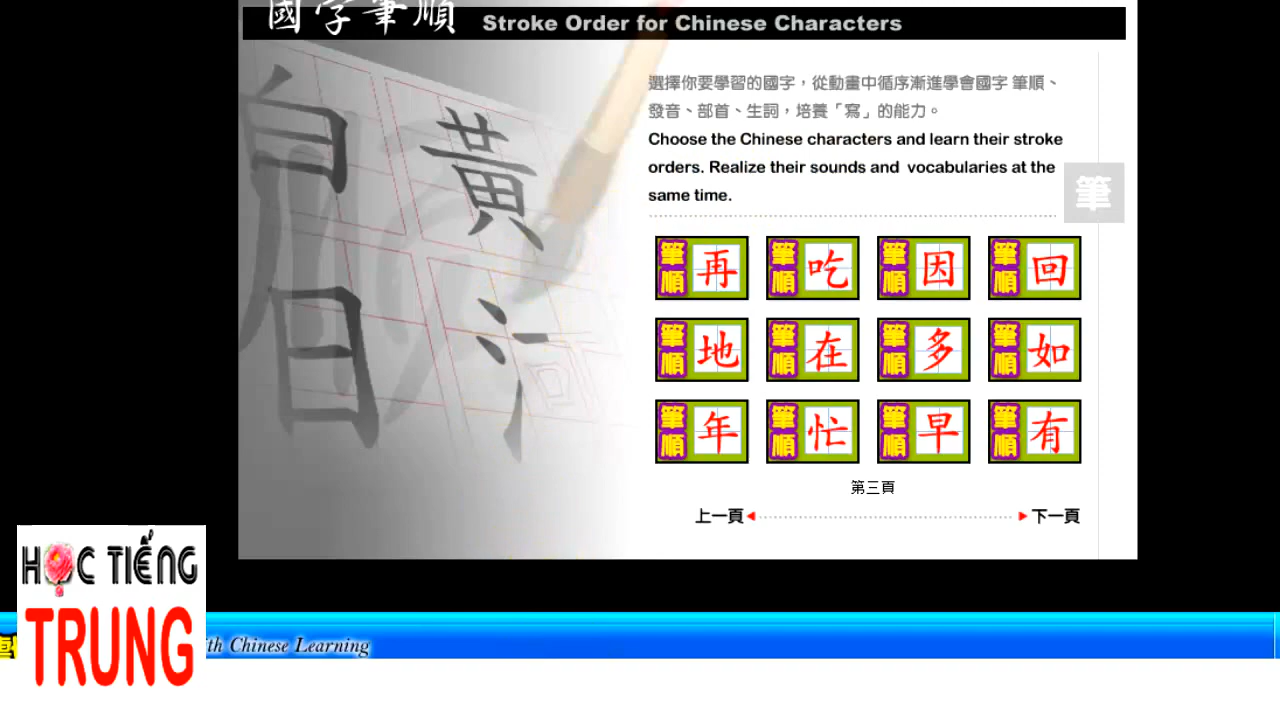 國字筆順 Stroke Order for Chinese Characters
選擇你要學習的國字，從動畫中循序漸進學會國字 筆順、
發音、部首、生詞，培養「寫」的能力。
Choose the Chinese characters and learn their stroke
orders. Realize their sounds and vocabularies at the
same time.
筆
筆順 再 筆順 吃 筆順 因 筆順 回
筆順 地 筆順 在 筆順 多 筆順 如
筆順 年 筆順 忙 筆順 早 筆順 有
第三頁
上一頁 下一頁
黃
HỌC TIẾNG
TRUNG
th Chinese Learning